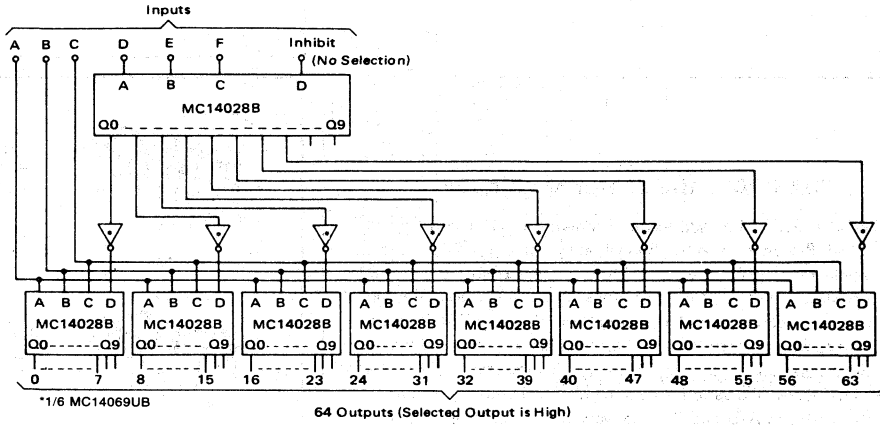 Inputs
A B C D E F Inhibit
(No Selection)
A B C D
MC14028B
Q0 Q9
A B C D A B C D A B C D A B C D A B C D A B C D A B C D A B C D
MC14028B MC14028B MC14028B MC14028B MC14028B MC14028B MC14028B MC14028B
Q0 Q9 Q0 Q9 Q0 Q9 Q0 Q9 Q0 Q9 Q0 Q9 Q0 Q9 Q0 Q9
0 7 8 15 16 23 24 31 32 39 40 47 48 55 56 63
*1/6 MC14069UB
64 Outputs (Selected Output is High)